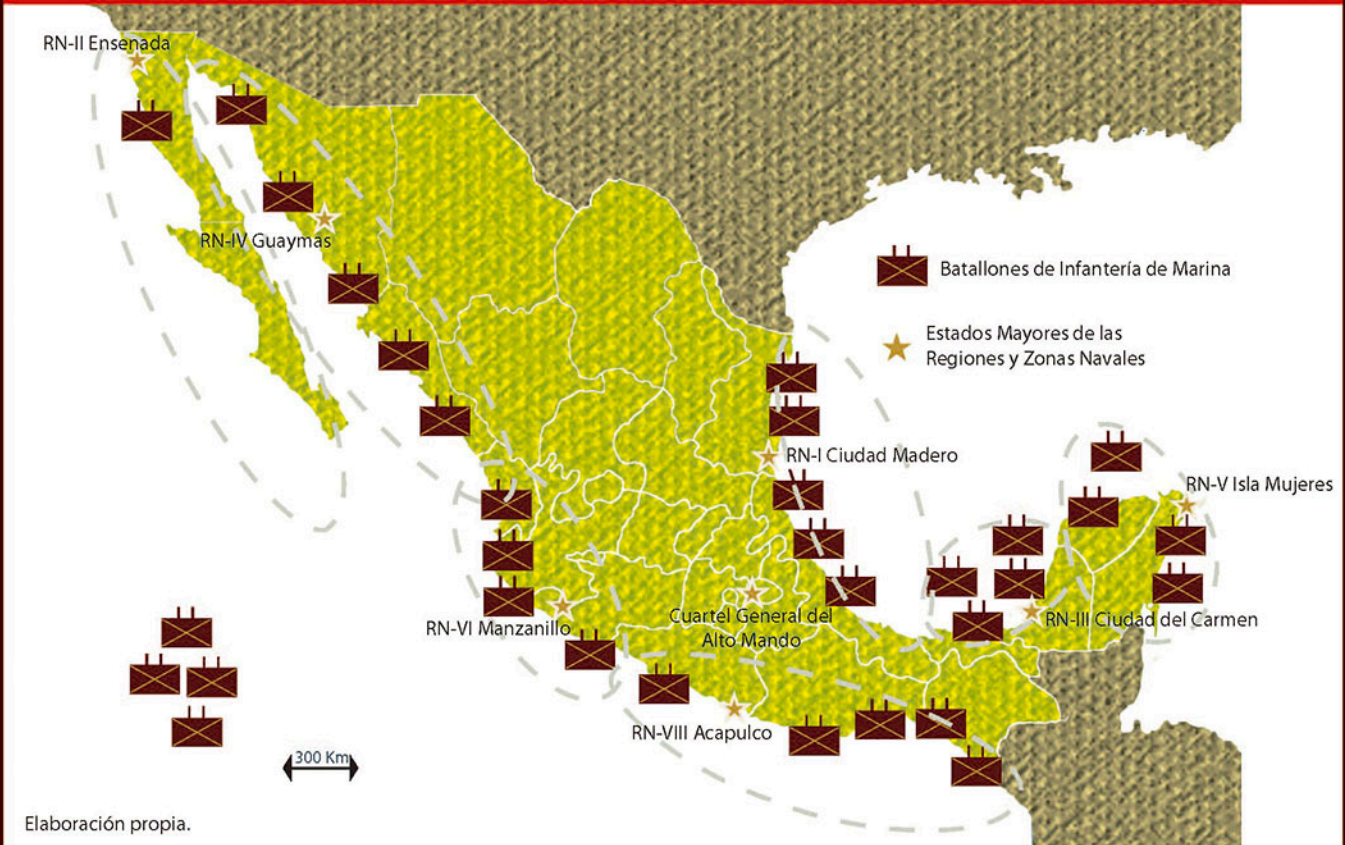 RN-II Ensenada
RN-IV Guaymas
Batallones de Infantería de Marina
Estados Mayores de las
Regiones y Zonas Navales
RN-I Ciudad Madero
RN-V Isla Mujeres
RN-VI Manzanillo
Cuartel General del
Alto Mando
RN-III Ciudad del Carmen
RN-VIII Acapulco
300 Km
Elaboración propia.